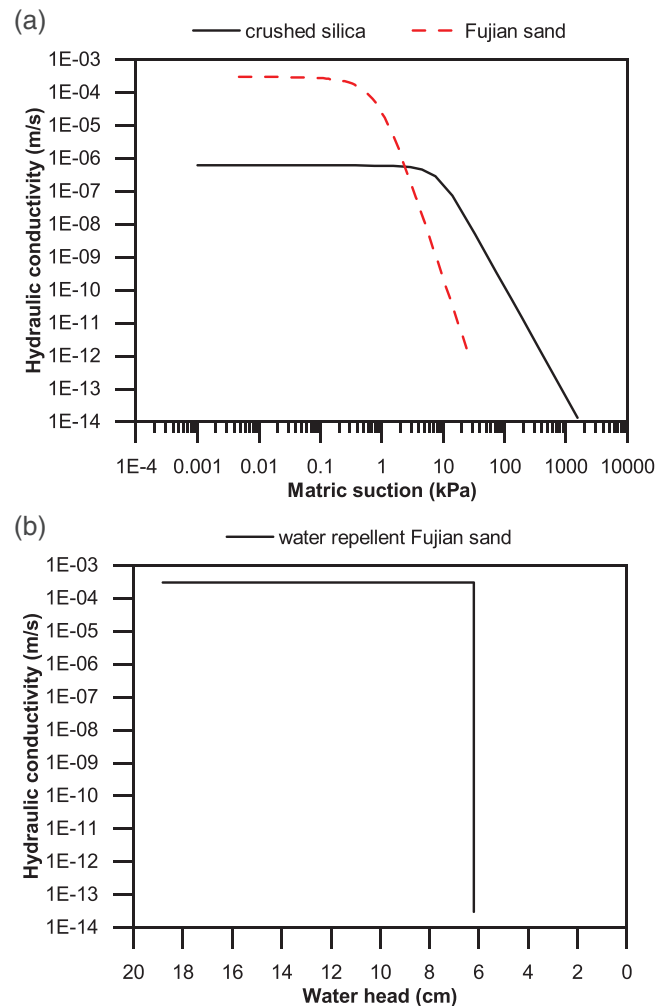 (a)
crushed silica Fujian sand
Hydraulic conductivity (m/s)
1E-03
1E-04
1E-05
1E-06
1E-07
1E-08
1E-09
1E-10
1E-11
1E-12
1E-13
1E-14
1E-4 0.001 0.01 0.1 1 10 100 1000 10000
Matric suction (kPa)
(b)
water repellent Fujian sand
Hydraulic conductivity (m/s)
1E-03
1E-04
1E-05
1E-06
1E-07
1E-08
1E-09
1E-10
1E-11
1E-12
1E-13
1E-14
20 18 16 14 12 10 8 6 4 2 0
Water head (cm)